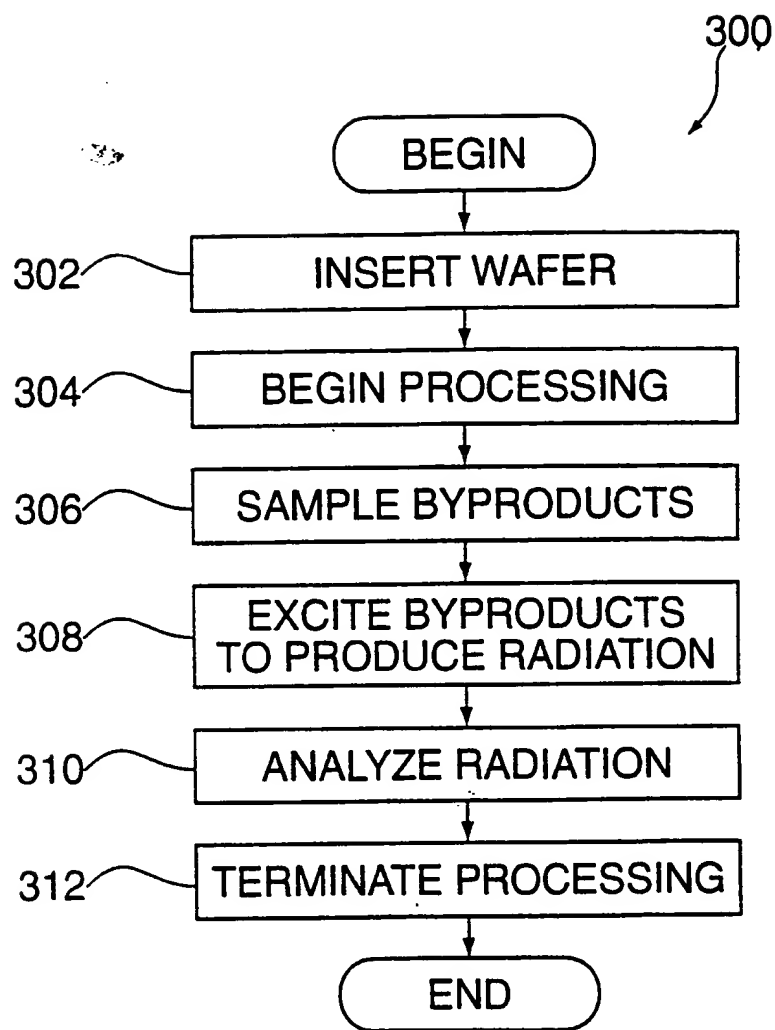 300
BEGIN
302
INSERT WAFER
304
BEGIN PROCESSING
306
SAMPLE BYPRODUCTS
308
EXCITE BYPRODUCTS
TO PRODUCE RADIATION
310
ANALYZE RADIATION
312
TERMINATE PROCESSING
END